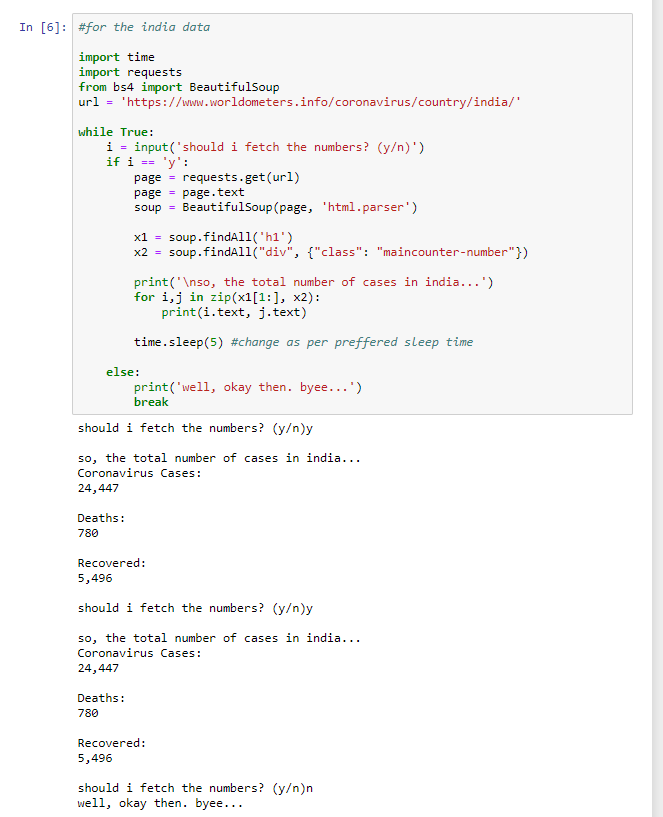 In [6]: #for the india data

import time
import requests
from bs4 import BeautifulSoup
url = 'https://www.worldometers.info/coronavirus/country/india/'

while True:
    i = input('should i fetch the numbers? (y/n)')
    if i == 'y':
        page = requests.get(url)
        page = page.text
        soup = BeautifulSoup(page, 'html.parser')

        x1 = soup.findAll('h1')
        x2 = soup.findAll("div", {"class": "maincounter-number"})

        print('\nso, the total number of cases in india...')
        for i,j in zip(x1[1:], x2):
            print(i.text, j.text)

        time.sleep(5) #change as per preffered sleep time

    else:
        print('well, okay then. byee...')
        break
should i fetch the numbers? (y/n)y

so, the total number of cases in india...
Coronavirus Cases:
24,447

Deaths:
780

Recovered:
5,496

should i fetch the numbers? (y/n)y

so, the total number of cases in india...
Coronavirus Cases:
24,447

Deaths:
780

Recovered:
5,496

should i fetch the numbers? (y/n)n
well, okay then. byee...